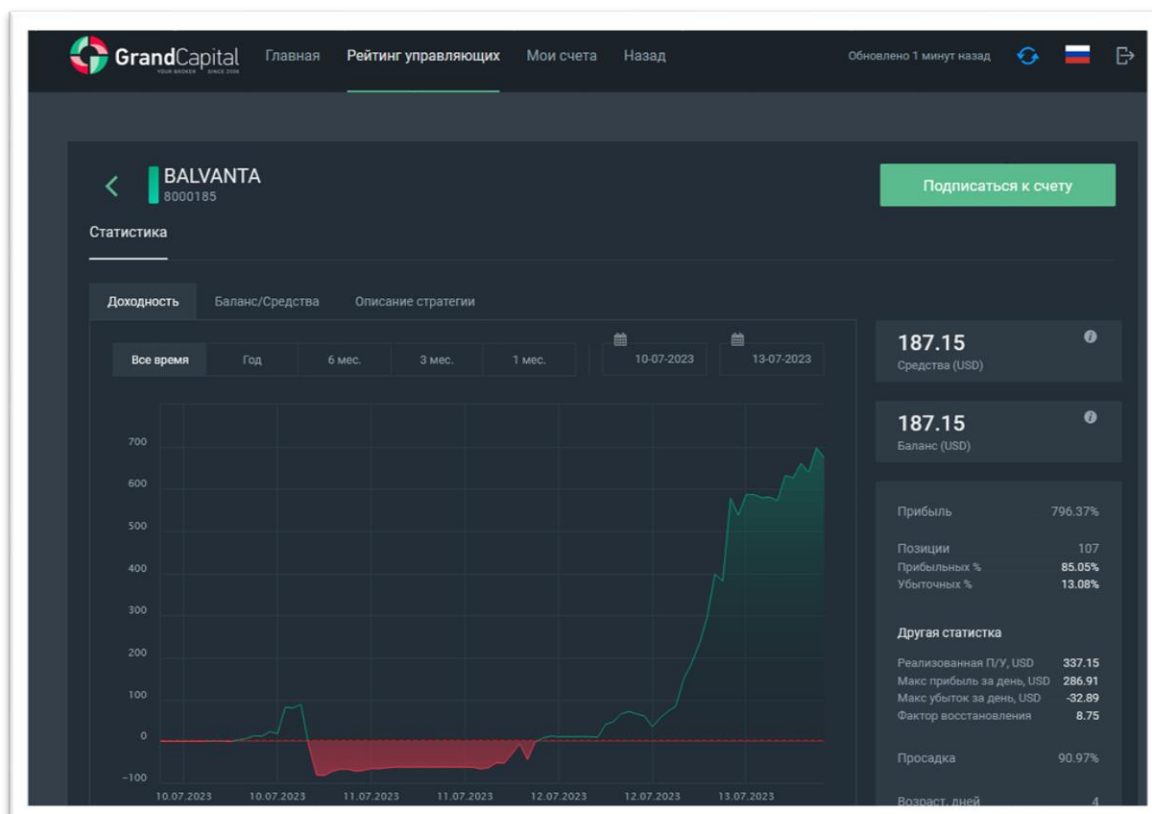 GrandCapital
YOUR BROKER SINCE 2006
Главная Рейтинг управляющих Мои счета Назад
Обновлено 1 минут назад
BALVANTA
8000185
Подписаться к счету
Статистика
Доходность Баланс/Средства Описание стратегии
Все время Год 6 мес. 3 мес. 1 мес. 10-07-2023 13-07-2023
187.15
Средства (USD)
187.15
Баланс (USD)
700
600
500
400
300
200
100
0
-100
10.07.2023 10.07.2023 11.07.2023 11.07.2023 12.07.2023 12.07.2023 13.07.2023
Прибыль 796.37%
Позиции 107
Прибыльных % 85.05%
Убыточных % 13.08%
Другая статистка
Реализованная П/У, USD 337.15
Макс прибыль за день, USD 286.91
Макс убыток за день, USD -32.89
Фактор восстановления 8.75
Просадка 90.97%
Возраст, дней 4